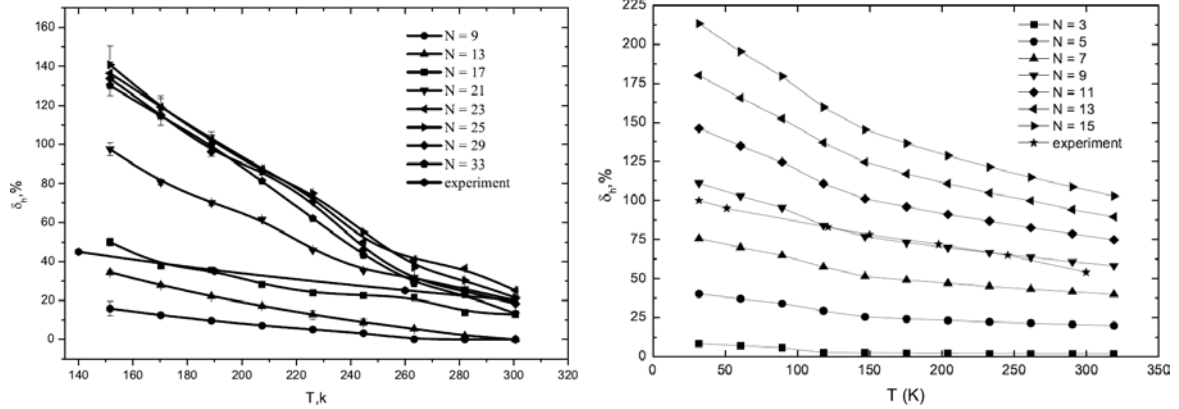 160
140
120
100
80
60
40
20
0
δh,%
140 160 180 200 220 240 260 280 300 320
T,k
N = 9
N = 13
N = 17
N = 21
N = 23
N = 25
N = 29
N = 33
experiment
225
200
175
150
125
100
75
50
25
0
δh,%
0 50 100 150 200 250 300 350
T (K)
N = 3
N = 5
N = 7
N = 9
N = 11
N = 13
N = 15
experiment